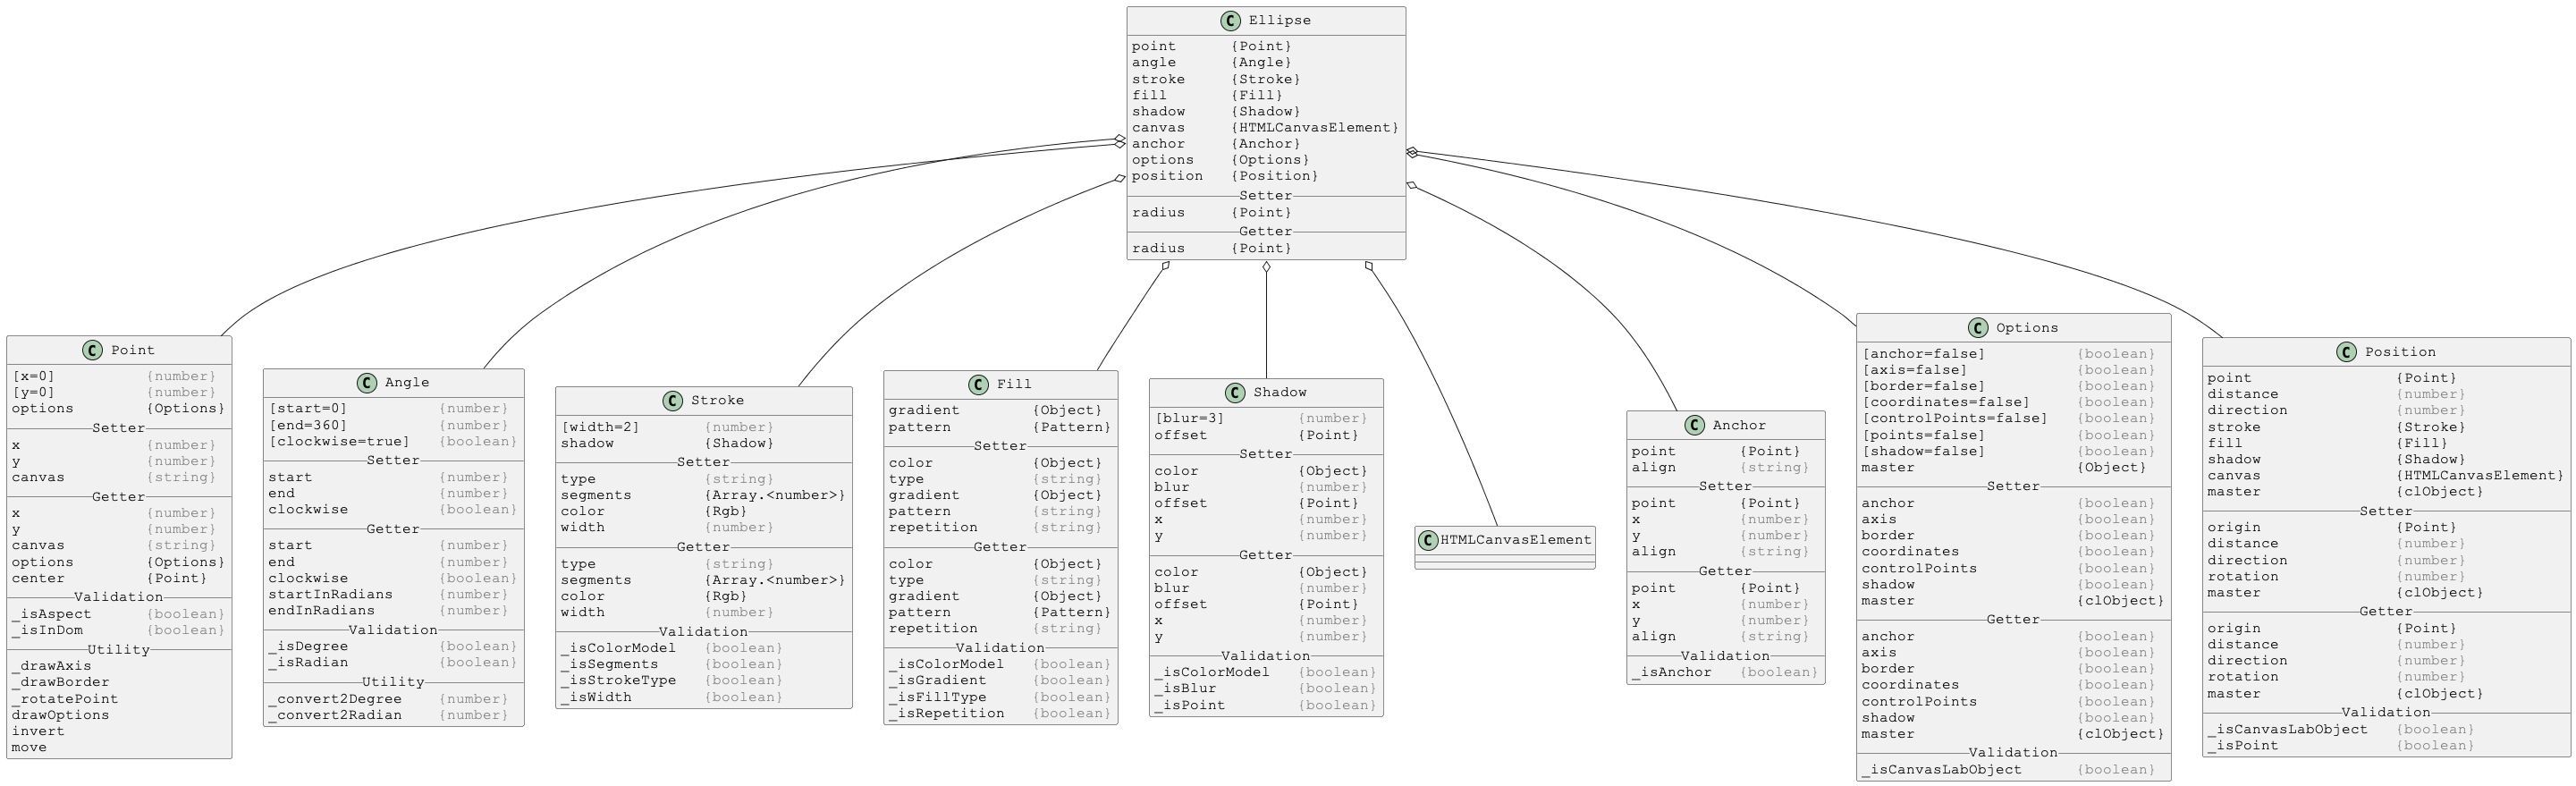 C Ellipse
point {Point}
angle {Angle}
stroke {Stroke}
fill {Fill}
shadow {Shadow}
canvas {HTMLCanvasElement}
anchor {Anchor}
options {Options}
position {Position}
Setter
radius {Point}
Getter
radius {Point}
C Point
[x=0] {number}
[y=0] {number}
options {Options}
Setter
x {number}
y {number}
canvas {string}
Getter
x {number}
y {number}
canvas {string}
options {Options}
center {Point}
Validation
_isAspect {boolean}
_isInDom {boolean}
Utility
_drawAxis
_drawBorder
_rotatePoint
drawOptions
invert
move
C Angle
[start=0] {number}
[end=360] {number}
[clockwise=true] {boolean}
Setter
start {number}
end {number}
clockwise {boolean}
Getter
start {number}
end {number}
clockwise {boolean}
startInRadians {number}
endInRadians {number}
Validation
_isDegree {boolean}
_isRadian {boolean}
Utility
_convert2Degree {number}
_convert2Radian {number}
C Stroke
[width=2] {number}
shadow {Shadow}
Setter
type {string}
segments {Array.<number>}
color {Rgb}
width {number}
Getter
type {string}
segments {Array.<number>}
color {Rgb}
width {number}
Validation
_isColorModel {boolean}
_isSegments {boolean}
_isStrokeType {boolean}
_isWidth {boolean}
C Fill
gradient {Object}
pattern {Pattern}
Setter
color {Object}
type {string}
gradient {Object}
pattern {string}
repetition {string}
Getter
color {Object}
type {string}
gradient {Object}
pattern {Pattern}
repetition {string}
Validation
_isColorModel {boolean}
_isGradient {boolean}
_isFillType {boolean}
_isRepetition {boolean}
C Shadow
[blur=3] {number}
offset {Point}
Setter
color {Object}
blur {number}
offset {Point}
x {number}
y {number}
Getter
color {Object}
blur {number}
offset {Point}
x {number}
y {number}
Validation
_isColorModel {boolean}
_isBlur {boolean}
_isPoint {boolean}
C HTMLCanvasElement
C Anchor
point {Point}
align {string}
Setter
point {Point}
x {number}
y {number}
align {string}
Getter
point {Point}
x {number}
y {number}
align {string}
Validation
_isAnchor {boolean}
C Options
[anchor=false] {boolean}
[axis=false] {boolean}
[border=false] {boolean}
[coordinates=false] {boolean}
[controlPoints=false] {boolean}
[points=false] {boolean}
[shadow=false] {boolean}
master {Object}
Setter
anchor {boolean}
axis {boolean}
border {boolean}
coordinates {boolean}
controlPoints {boolean}
shadow {boolean}
master {clObject}
Getter
anchor {boolean}
axis {boolean}
border {boolean}
coordinates {boolean}
controlPoints {boolean}
shadow {boolean}
master {clObject}
Validation
_isCanvasLabObject {boolean}
C Position
point {Point}
distance {number}
direction {number}
stroke {Stroke}
fill {Fill}
shadow {Shadow}
canvas {HTMLCanvasElement}
master {clObject}
Setter
origin {Point}
distance {number}
direction {number}
rotation {number}
master {clObject}
Getter
origin {Point}
distance {number}
direction {number}
rotation {number}
master {clObject}
Validation
_isCanvasLabObject {boolean}
_isPoint {boolean}